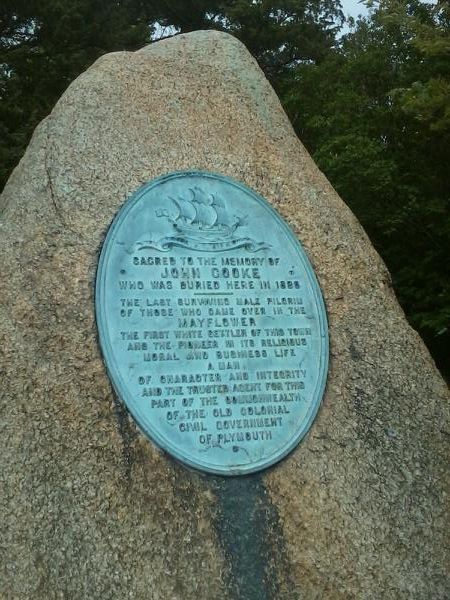 SACRED TO THE MEMORY OF
JOHN COOKE
WHO WAS BURIED HERE IN 1695
THE LAST SURVIVING MALE PILGRIM
OF THOSE WHO CAME OVER IN THE
MAYFLOWER
THE FIRST WHITE SETTLER OF THIS TOWN
AND THE PIONEER IN ITS RELIGIOUS
MORAL AND BUSINESS LIFE
A MAN
OF CHARACTER AND INTEGRITY
AND THE TRUSTED AGENT FOR THIS
PART OF THE COMMONWEALTH
OF THE OLD COLONIAL
CIVIL GOVERNMENT
OF PLYMOUTH